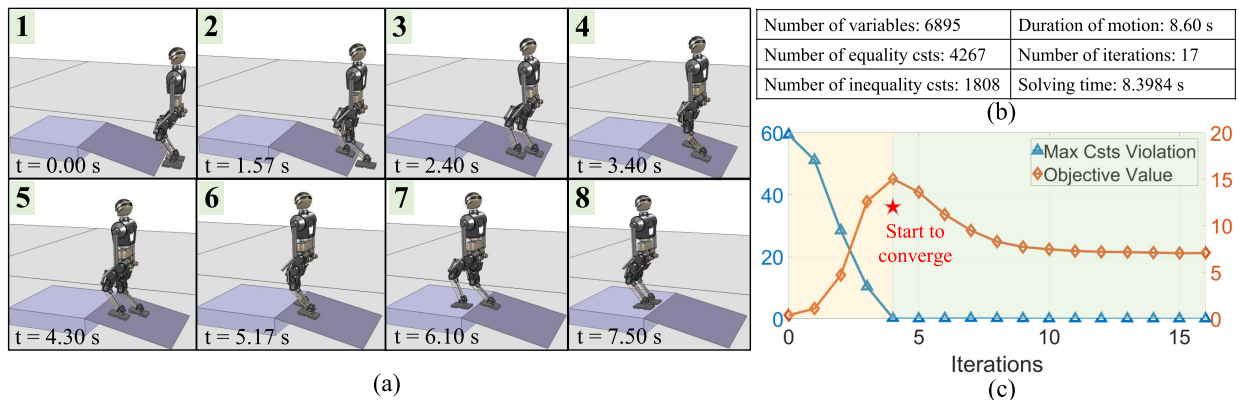 1
2
3
4
t = 0.00 s
t = 1.57 s
t = 2.40 s
t = 3.40 s
5
6
7
8
t = 4.30 s
t = 5.17 s
t = 6.10 s
t = 7.50 s
(a)
Number of variables: 6895
Duration of motion: 8.60 s
Number of equality csts: 4267
Number of iterations: 17
Number of inequality csts: 1808
Solving time: 8.3984 s
(b)
60
40
20
0
20
15
10
5
0
Max Csts Violation
Objective Value
Start to
converge
0
5
10
15
Iterations
(c)